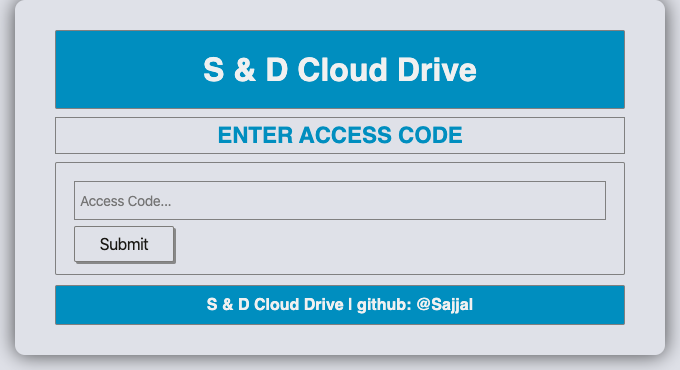 S & D Cloud Drive
ENTER ACCESS CODE
Access Code...
Submit
S & D Cloud Drive | github: @Sajjal